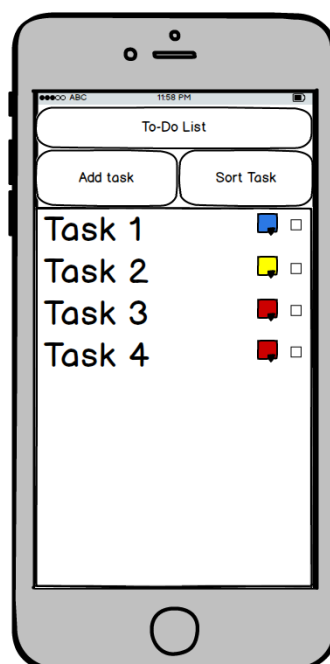 ABC 11:58 PM
To-Do List
Add task Sort Task
Task 1
Task 2
Task 3
Task 4